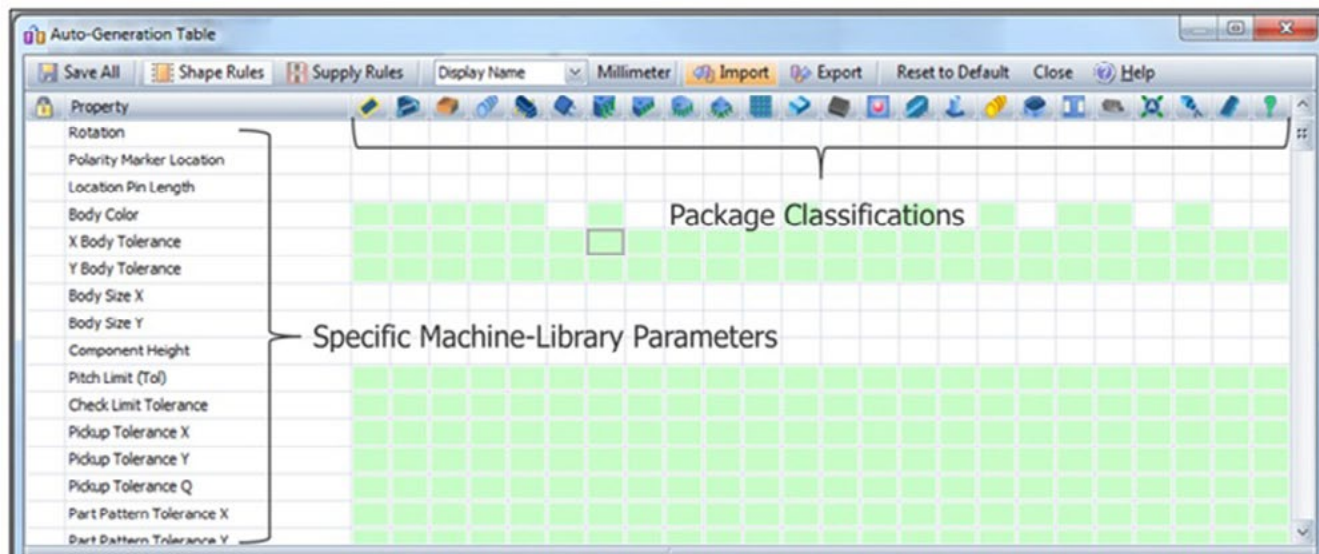 Auto-Generation Table
Save All Shape Rules Supply Rules Display Name Millimeter Import Export Reset to Default Close Help
Property
Rotation
Polarity Marker Location
Location Pin Length
Body Color
Package Classifications
X Body Tolerance
Y Body Tolerance
Body Size X
Body Size Y
Specific Machine-Library Parameters
Component Height
Pitch Limit (Tol)
Check Limit Tolerance
Pickup Tolerance X
Pickup Tolerance Y
Pickup Tolerance Q
Part Pattern Tolerance X
Part Pattern Tolerance Y